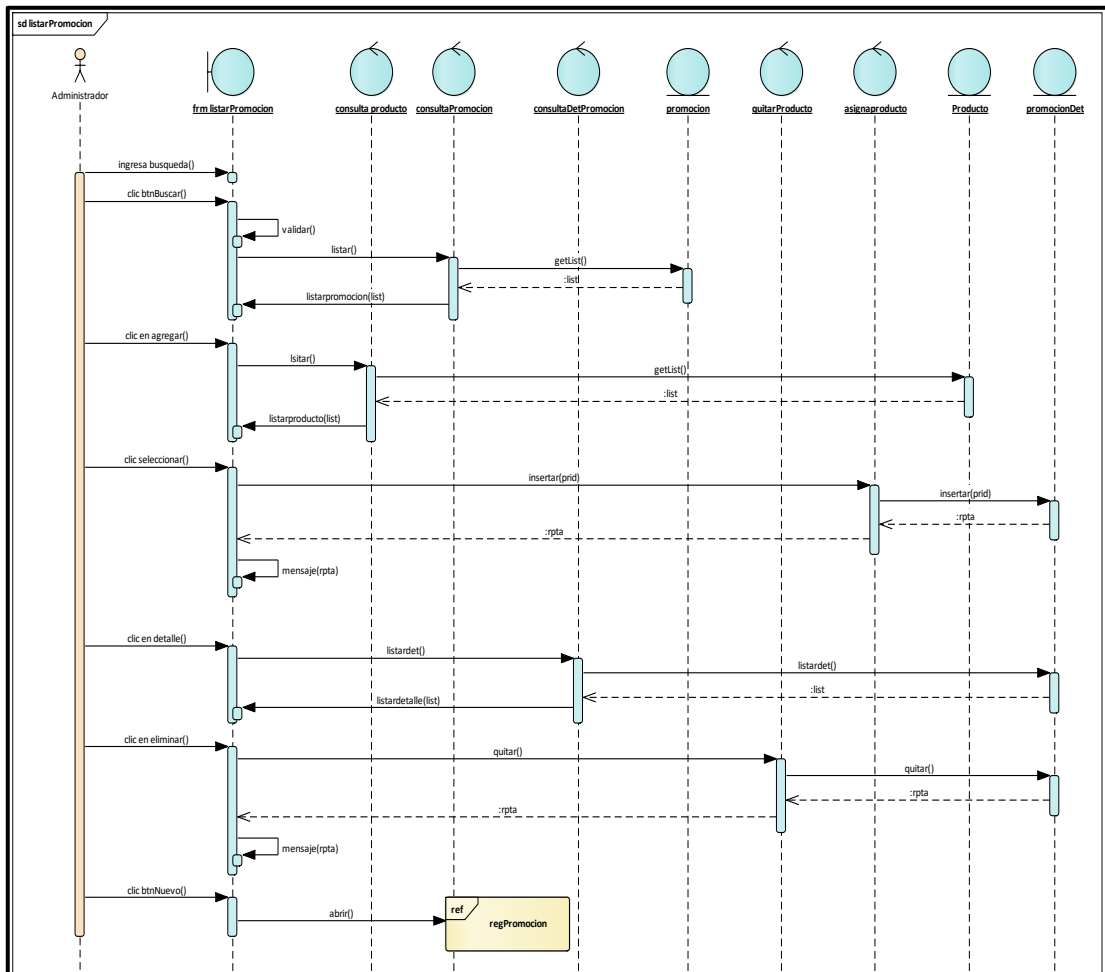 sd listarPromocion
Administrador
frm listarPromocion
consulta producto
consultaPromocion
consultaDetPromocion
promocion
quitarProducto
asignaproducto
Producto
promocionDet
ingresa busqueda()
clic btnBuscar()
validar()
listar()
getList()
:list
listarpromocion(list)
clic en agregar()
lsitar()
getList()
:list
listarproducto(list)
clic seleccionar()
insertar(prid)
insertar(prid)
:rpta
:rpta
mensaje(rpta)
clic en detalle()
listardet()
listardet()
:list
listardetalle(list)
clic en eliminar()
quitar()
quitar()
:rpta
:rpta
mensaje(rpta)
clic btnNuevo()
abrir()
ref
regPromocion